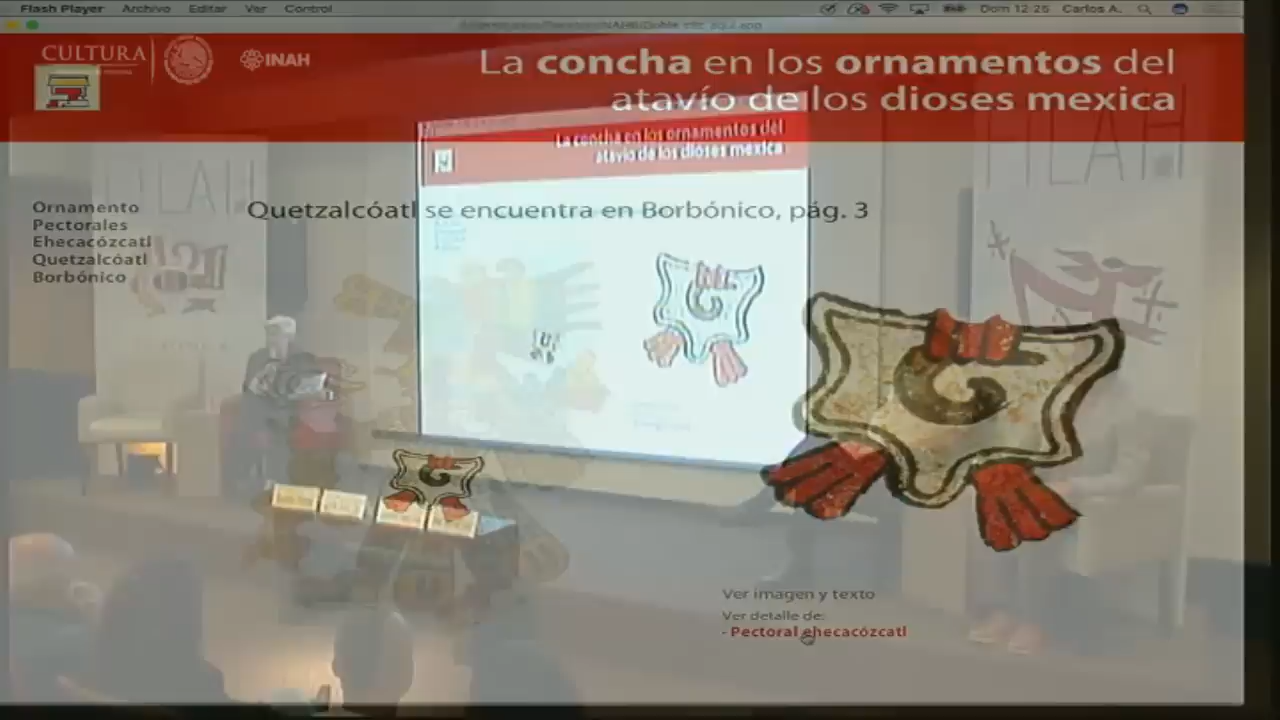 Flash Player Archivo Editar Ver Control
Dom 12 25 Carlos A.
CULTURA
INAH
La concha en los ornamentos del
atavío de los dioses mexica
La concha en los ornamentos del
atavío de los dioses mexica
FILAH
FILAH
Ornamento
Pectorales
Ehecacózcatl
Quetzalcóatl
Borbónico
Quetzalcóatl se encuentra en Borbónico, pág. 3
Ver imagen y texto
Ver detalle de:
- Pectoral ehecacózcatl